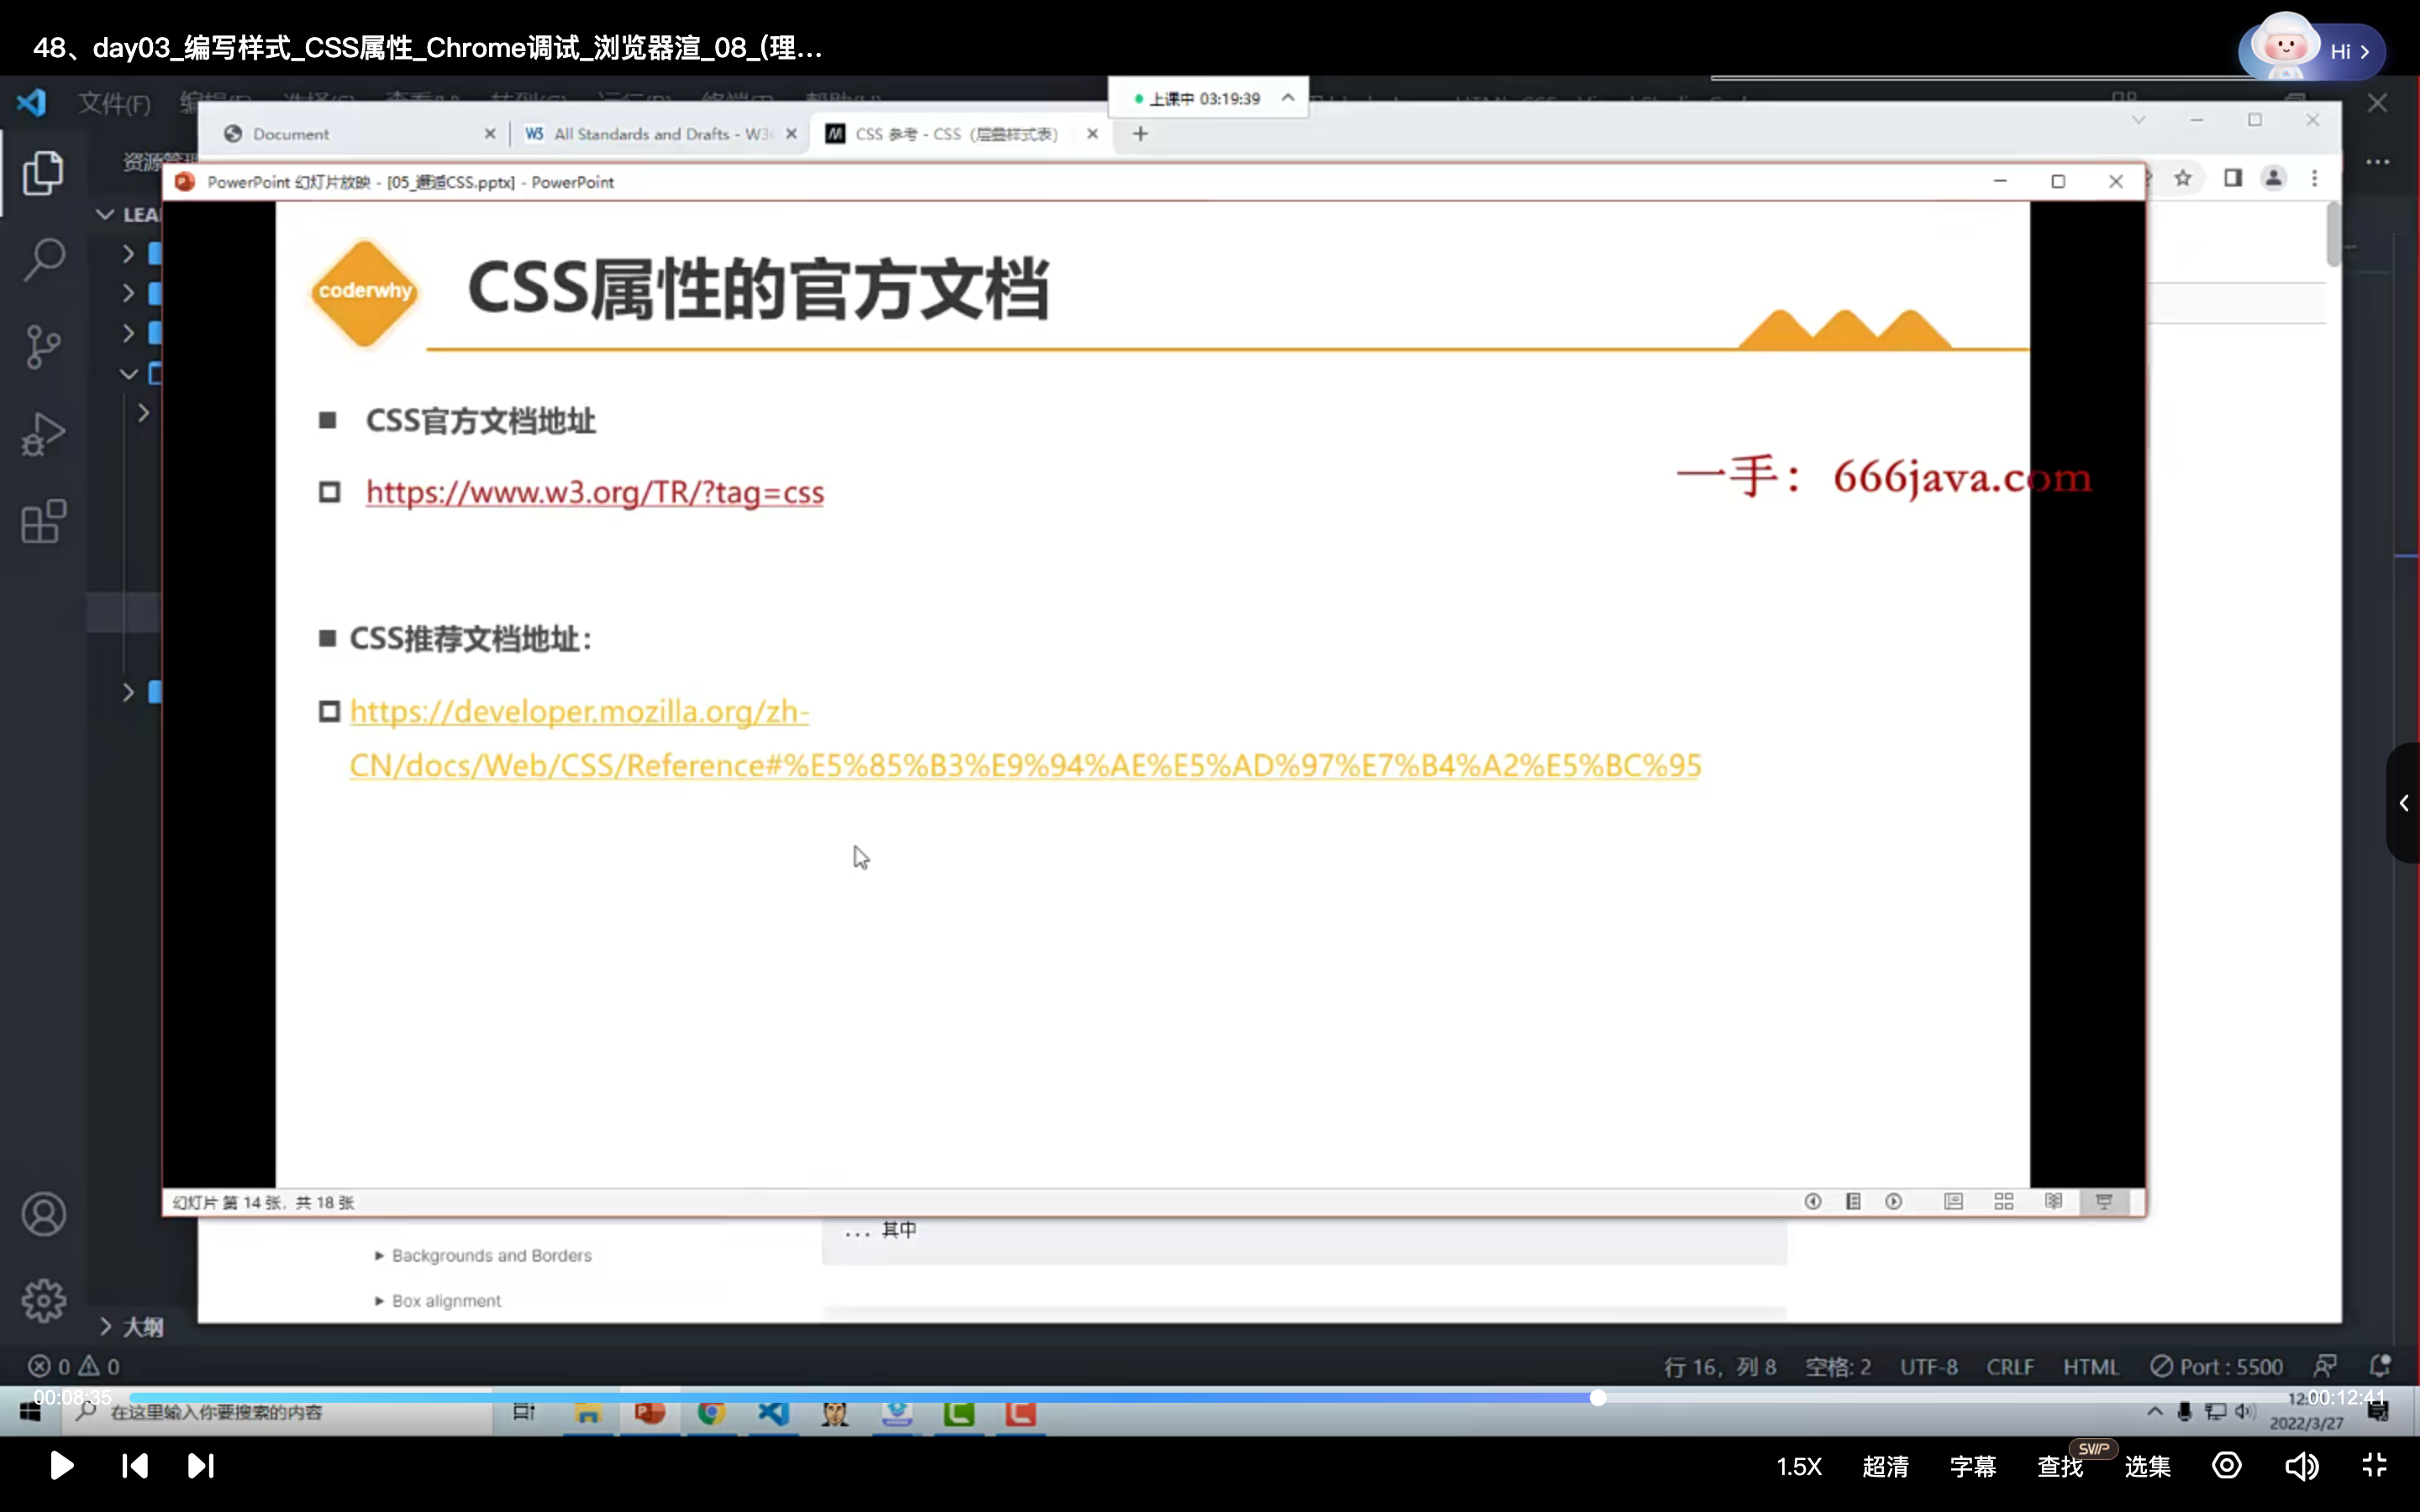 48、day03_编写样式_CSS属性_Chrome调试_浏览器渲_08_(理...
Hi
文件(F)
上课中 03:19:39
Document
All Standards and Drafts - W3
CSS 参考 - CSS（层叠样式表）
PowerPoint 幻灯片放映 - [05_邂逅CSS.pptx] - PowerPoint
LEA
coderwhy
CSS属性的官方文档
CSS官方文档地址
一手：666java.com
https://www.w3.org/TR/?tag=css
CSS推荐文档地址：
https://developer.mozilla.org/zh-
CN/docs/Web/CSS/Reference#%E5%85%B3%E9%94%AE%E5%AD%97%E7%B4%A2%E5%BC%95
幻灯片 第 14 张，共 18 张
... 其中
Backgrounds and Borders
Box alignment
大纲
0 0
行 16，列 8 空格: 2 UTF-8 CRLF HTML Port : 5500
00:08:35
00:12:41
在这里输入你要搜索的内容
2022/3/27
1.5X 超清 字幕 查找 SVIP 选集